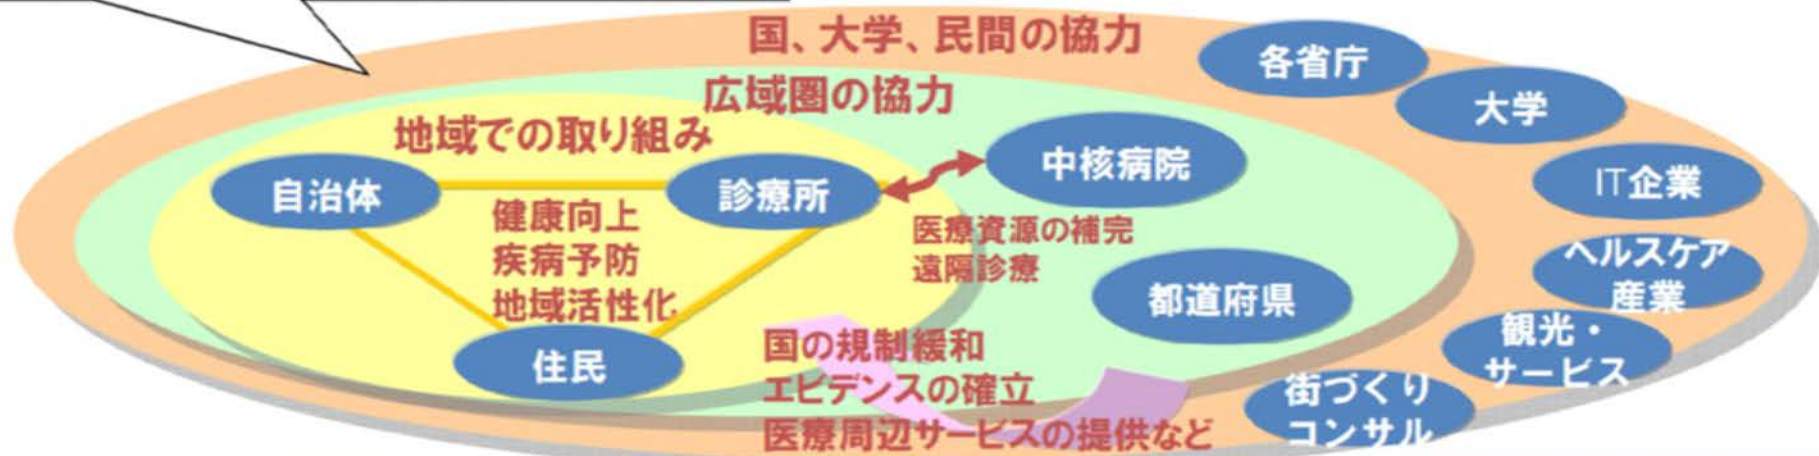 国、大学、民間の協力
各省庁
大学
広域圏の協力
地域での取り組み
中核病院
IT企業
自治体
診療所
健康向上
疾病予防
地域活性化
医療資源の補完
遠隔診療
ヘルスケア
産業
都道府県
観光・
サービス
住民
国の規制緩和
エビデンスの確立
医療周辺サービスの提供など
街づくり
コンサル